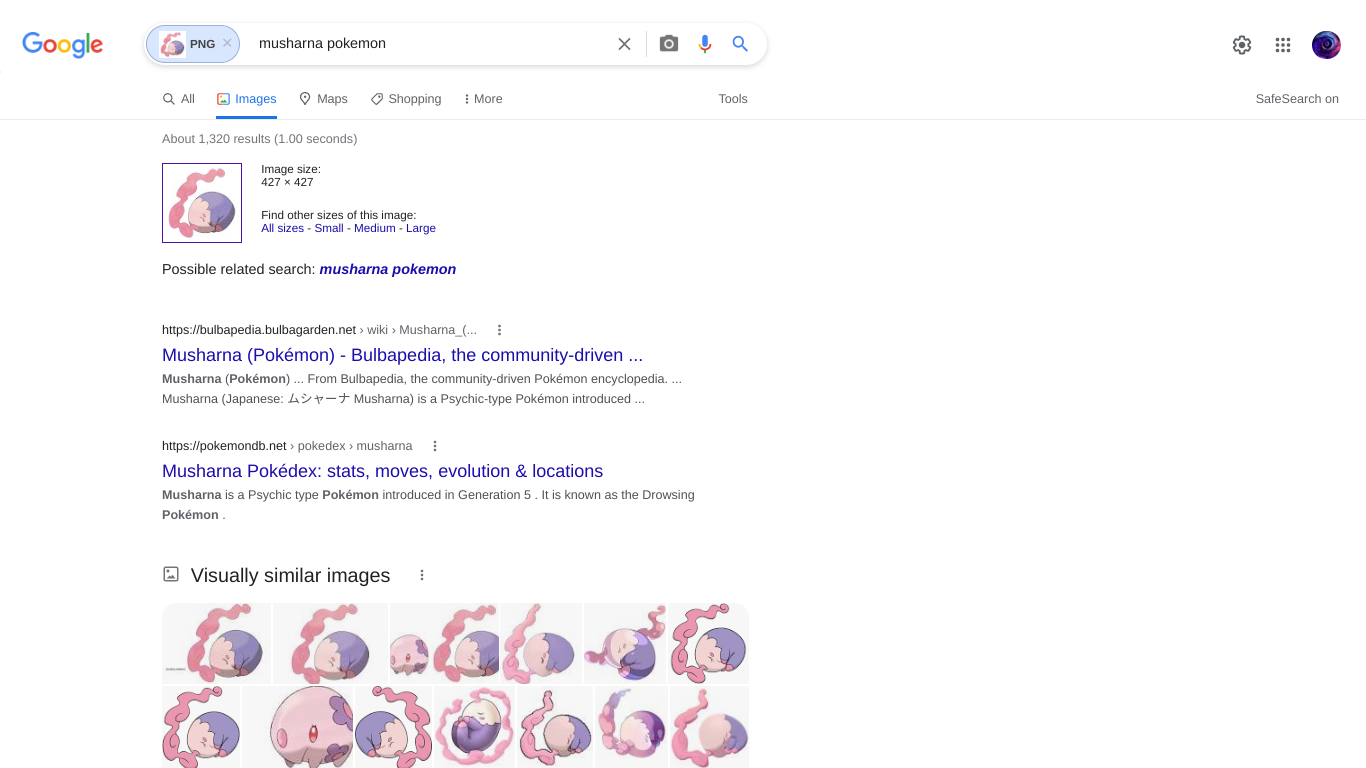 Google
PNG × musharna pokemon
All Images Maps Shopping More Tools SafeSearch on
About 1,320 results (1.00 seconds)
Image size:
427 × 427
Find other sizes of this image:
All sizes - Small - Medium - Large
Possible related search: musharna pokemon
https://bulbapedia.bulbagarden.net › wiki › Musharna_(...
Musharna (Pokémon) - Bulbapedia, the community-driven ...
Musharna (Pokémon) ... From Bulbapedia, the community-driven Pokémon encyclopedia. ...
Musharna (Japanese: ムシャーナ Musharna) is a Psychic-type Pokémon introduced ...
https://pokemondb.net › pokedex › musharna
Musharna Pokédex: stats, moves, evolution & locations
Musharna is a Psychic type Pokémon introduced in Generation 5 . It is known as the Drowsing
Pokémon .
Visually similar images